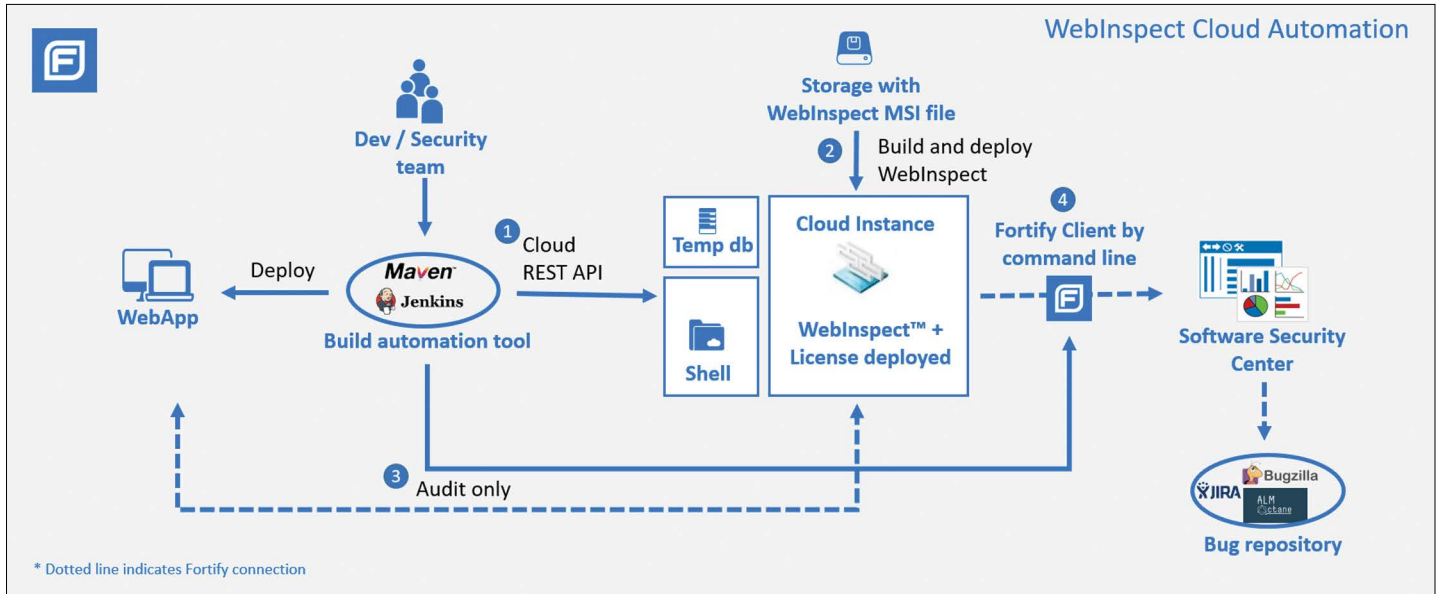 WebInspect Cloud Automation
F
Storage with
WebInspect MSI file
Dev / Security
team
2
Build and deploy
WebInspect
1
Cloud
REST API
Temp db
Cloud Instance
4
Fortify Client by
command line
Deploy
Maven™
Jenkins
F
WebApp
Build automation tool
Shell
WebInspect™ +
License deployed
Software Security
Center
3
Audit only
Bugzilla
JIRA
ALM
Octane
Bug repository
* Dotted line indicates Fortify connection